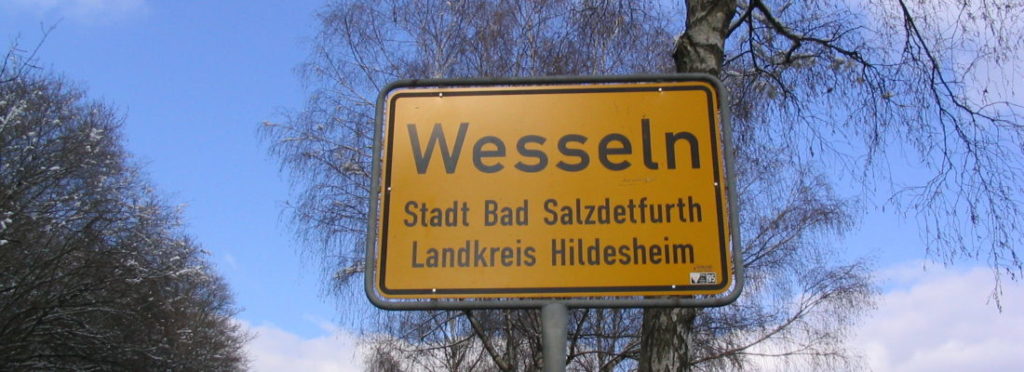 Wesseln
Stadt Bad Salzdetfurth
Landkreis Hildesheim